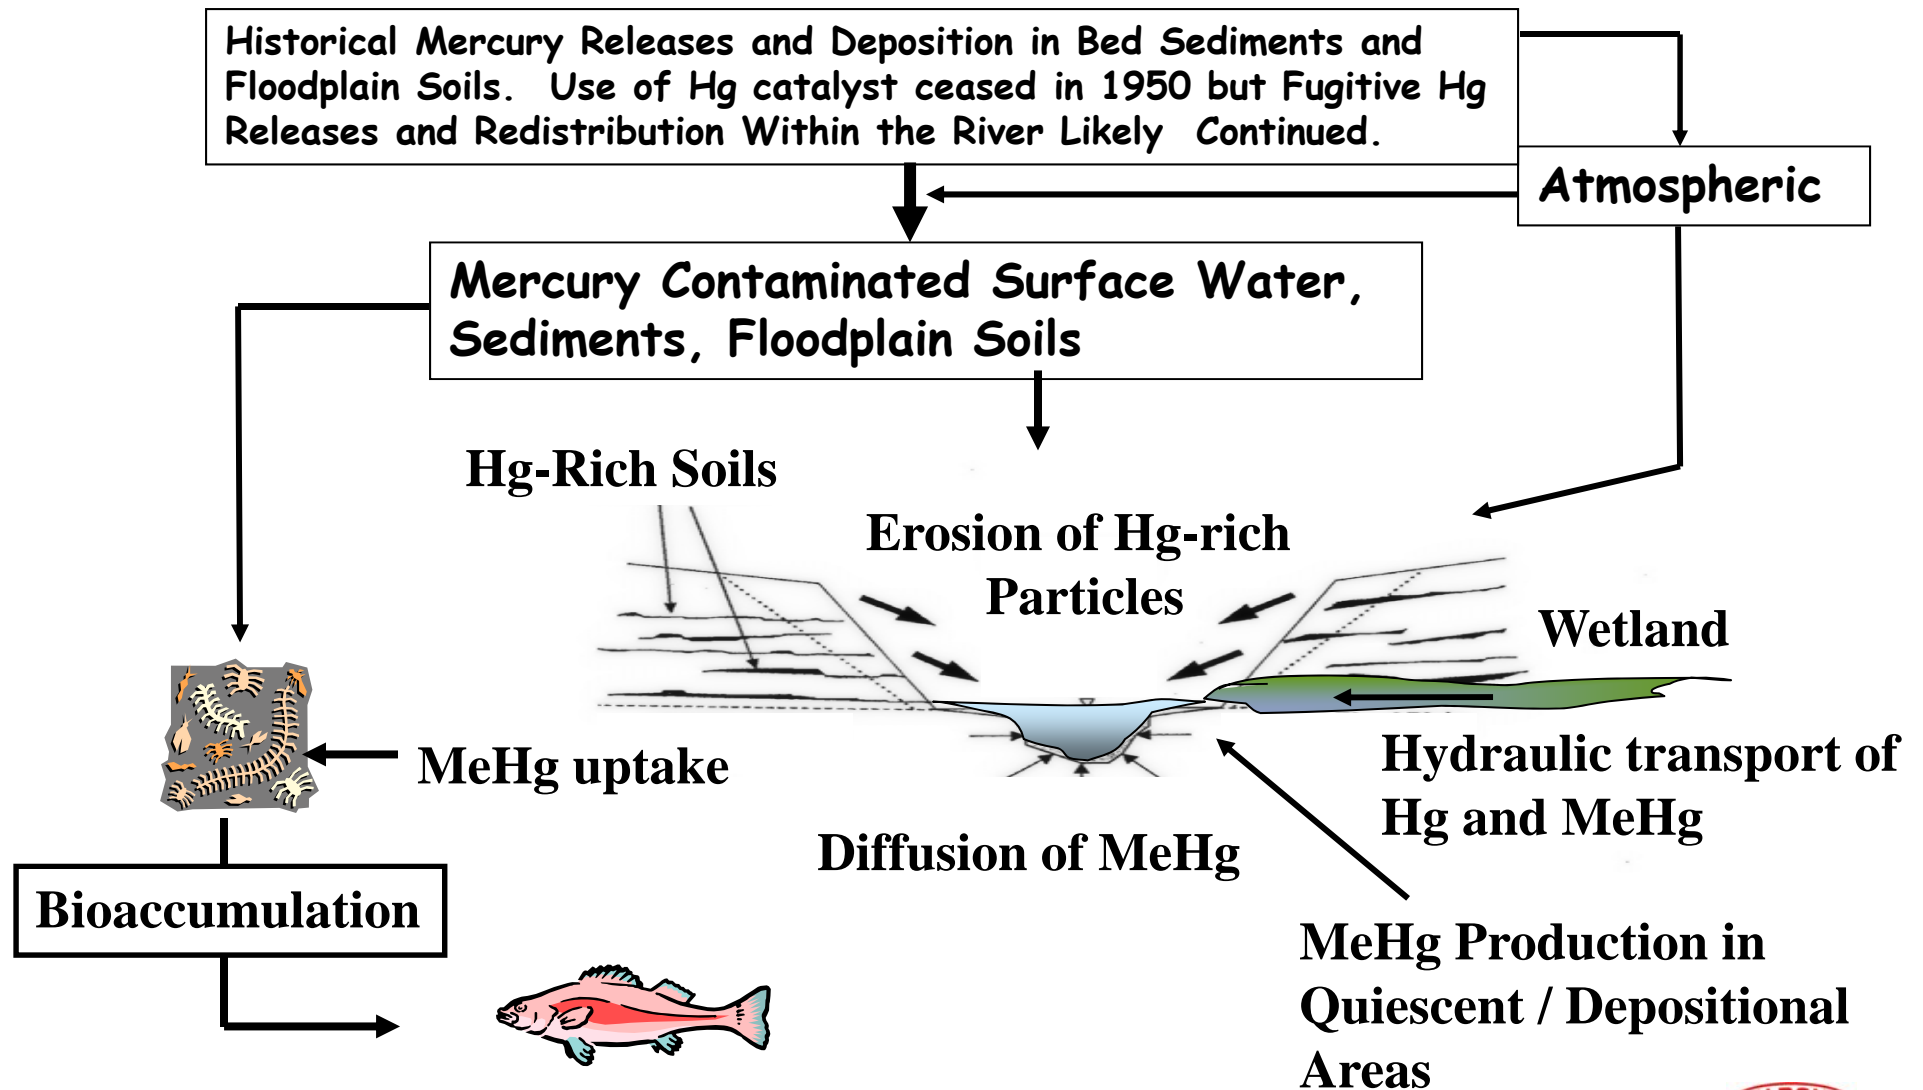 Historical Mercury Releases and Deposition in Bed Sediments and
Floodplain Soils. Use of Hg catalyst ceased in 1950 but Fugitive Hg
Releases and Redistribution Within the River Likely Continued.
Atmospheric
Mercury Contaminated Surface Water,
Sediments, Floodplain Soils
Hg-Rich Soils
Erosion of Hg-rich
Particles
Wetland
MeHg uptake
Hydraulic transport of
Hg and MeHg
Diffusion of MeHg
Bioaccumulation
MeHg Production in
Quiescent / Depositional
Areas